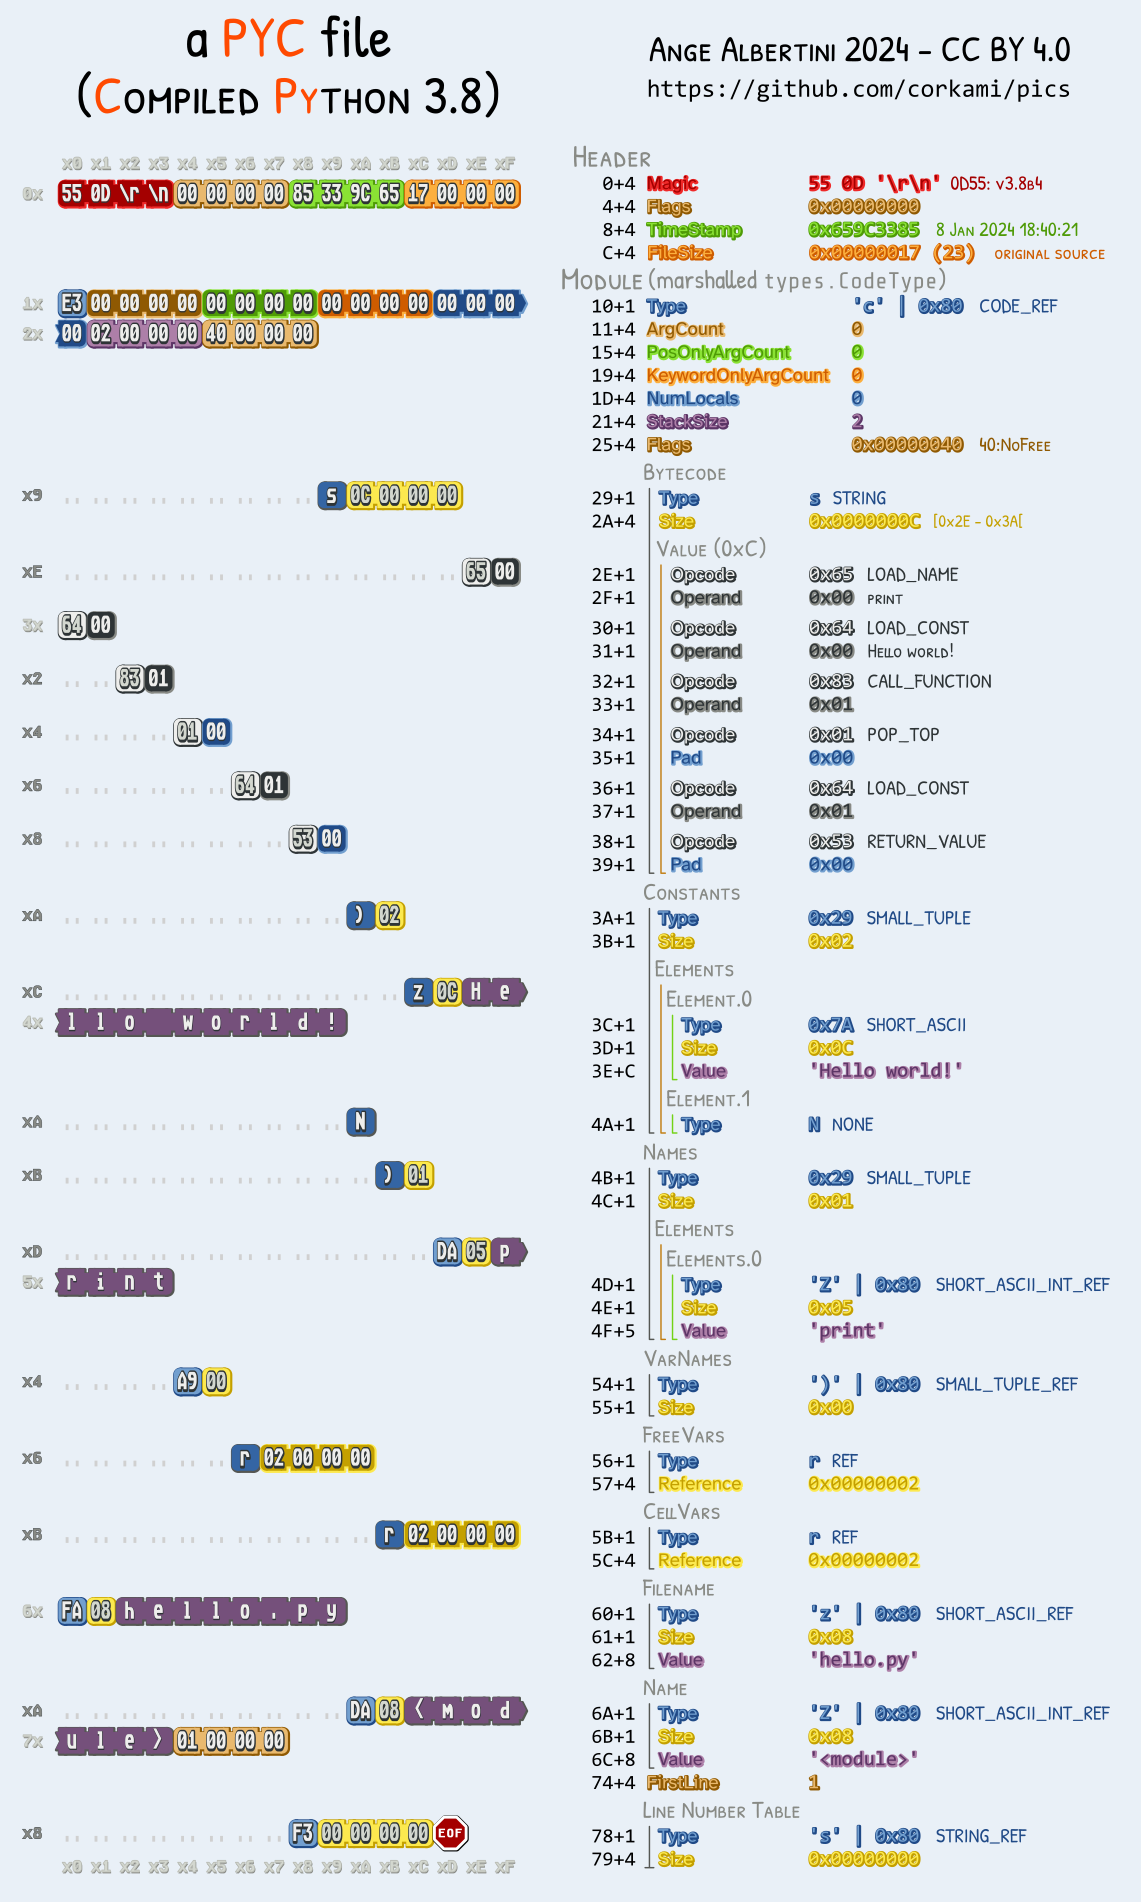 a PYC file
(Compiled Python 3.8)
Ange Albertini 2024 - CC BY 4.0
https://github.com/corkami/pics
x0 x1 x2 x3 x4 x5 x6 x7 x8 x9 xA xB xC xD xE xF
0x 55 0D \r \n 00 00 00 00 85 33 9C 65 17 00 00 00
Header
0+4 Magic 55 0D '\r\n' 0D55: v3.8b4
4+4 Flags 0x00000000
8+4 TimeStamp 0x659C3385 8 Jan 2024 18:40:21
C+4 FileSize 0x00000017 (23) original source
Module (marshalled types.CodeType)
1x E3 00 00 00 00 00 00 00 00 00 00 00 00 00 00 00
2x 00 02 00 00 00 40 00 00 00
10+1 Type 'c' | 0x80 CODE_REF
11+4 ArgCount 0
15+4 PosOnlyArgCount 0
19+4 KeywordOnlyArgCount 0
1D+4 NumLocals 0
21+4 StackSize 2
25+4 Flags 0x00000040 40:NoFree
Bytecode
x9 s 0C 00 00 00
29+1 Type s STRING
2A+4 Size 0x0000000C [0x2E - 0x3A[
Value (0xC)
xE 65 00
2E+1 Opcode 0x65 LOAD_NAME
2F+1 Operand 0x00 print
3x 64 00
30+1 Opcode 0x64 LOAD_CONST
31+1 Operand 0x00 Hello world!
x2 83 01
32+1 Opcode 0x83 CALL_FUNCTION
33+1 Operand 0x01
x4 01 00
34+1 Opcode 0x01 POP_TOP
35+1 Pad 0x00
x6 64 01
36+1 Opcode 0x64 LOAD_CONST
37+1 Operand 0x01
x8 53 00
38+1 Opcode 0x53 RETURN_VALUE
39+1 Pad 0x00
Constants
xA ) 02
3A+1 Type 0x29 SMALL_TUPLE
3B+1 Size 0x02
Elements
Element.0
xC z 0C H e
4x l l o w o r l d !
3C+1 Type 0x7A SHORT_ASCII
3D+1 Size 0x0C
3E+C Value 'Hello world!'
Element.1
xA N
4A+1 Type N NONE
Names
xB ) 01
4B+1 Type 0x29 SMALL_TUPLE
4C+1 Size 0x01
Elements
Elements.0
xD DA 05 p
5x r i n t
4D+1 Type 'Z' | 0x80 SHORT_ASCII_INT_REF
4E+1 Size 0x05
4F+5 Value 'print'
VarNames
x4 A9 00
54+1 Type ')' | 0x80 SMALL_TUPLE_REF
55+1 Size 0x00
FreeVars
x6 r 02 00 00 00
56+1 Type r REF
57+4 Reference 0x00000002
CellVars
xB r 02 00 00 00
5B+1 Type r REF
5C+4 Reference 0x00000002
Filename
6x FA 08 h e l l o . p y
60+1 Type 'z' | 0x80 SHORT_ASCII_REF
61+1 Size 0x08
62+8 Value 'hello.py'
Name
xA DA 08 < m o d
7x u l e > 01 00 00 00
6A+1 Type 'Z' | 0x80 SHORT_ASCII_INT_REF
6B+1 Size 0x08
6C+8 Value '<module>'
74+4 FirstLine 1
Line Number Table
x8 F3 00 00 00 00 EOF
78+1 Type 's' | 0x80 STRING_REF
79+4 Size 0x00000000
x0 x1 x2 x3 x4 x5 x6 x7 x8 x9 xA xB xC xD xE xF